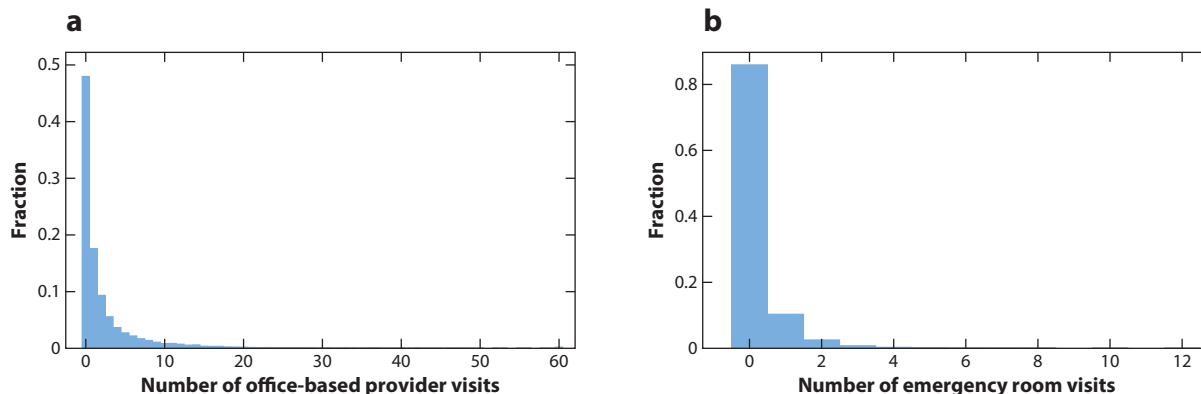 a
0.5
0.4
0.3
0.2
0.1
0
Fraction
0 10 20 30 40 50 60
Number of office-based provider visits
b
0.8
0.6
0.4
0.2
0
Fraction
0 2 4 6 8 10 12
Number of emergency room visits